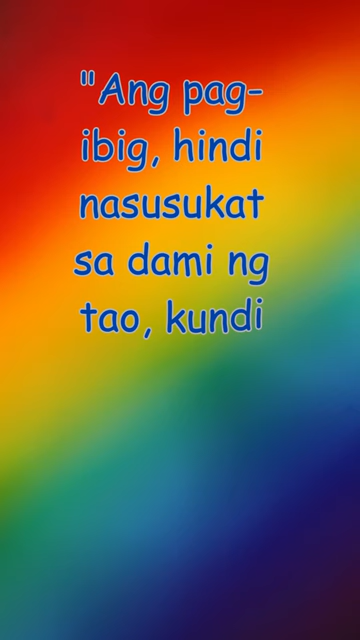 "Ang pag-
ibig, hindi
nasusukat
sa dami ng
tao, kundi